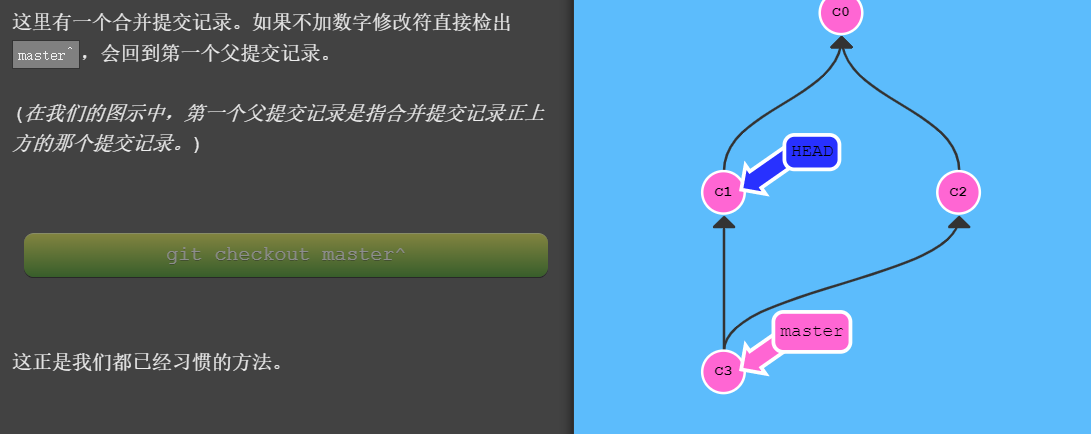 这里有一个合并提交记录。如果不加数字修改符直接检出
master^，会回到第一个父提交记录。
(在我们的图示中，第一个父提交记录是指合并提交记录正上
方的那个提交记录。)
git checkout master^
这正是我们都已经习惯的方法。
C0
HEAD
C1
C2
master
C3